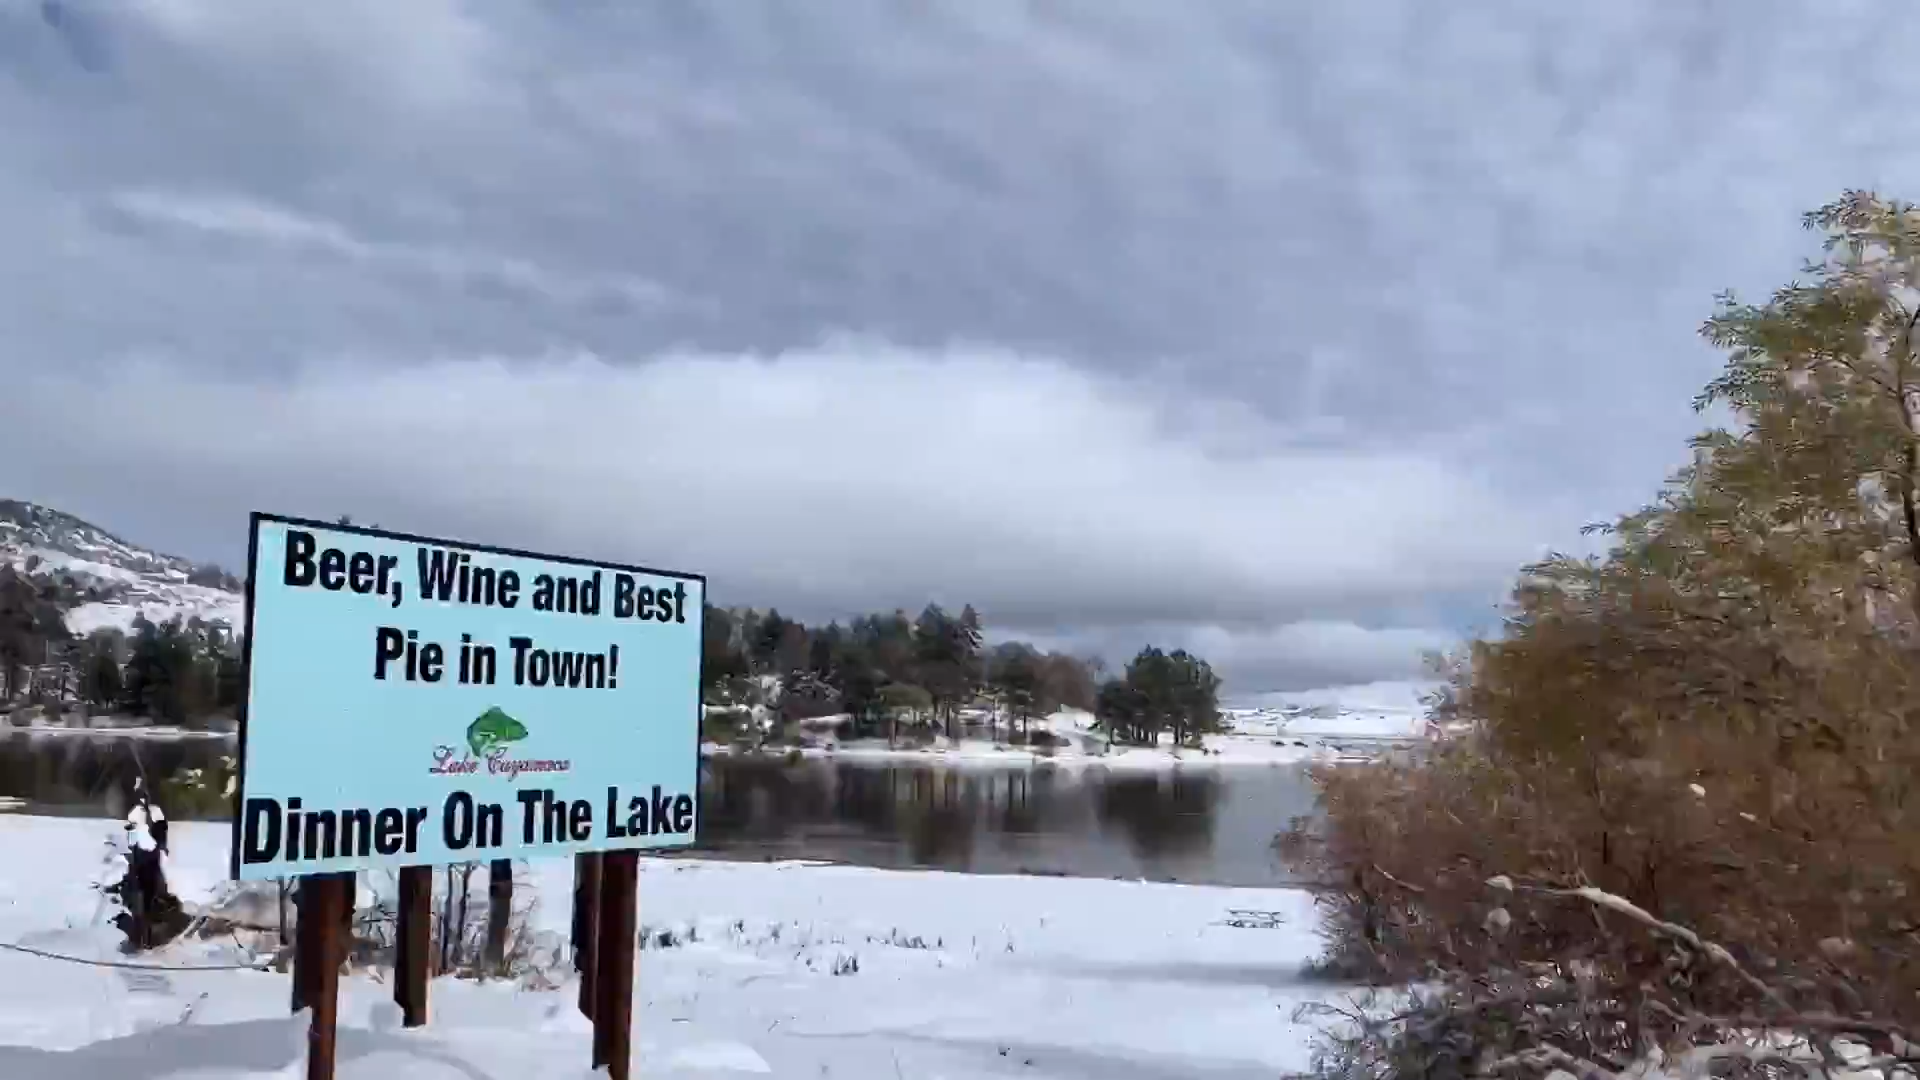 Beer, Wine and Best
Pie in Town!
Lake Cuyamaca
Dinner On The Lake